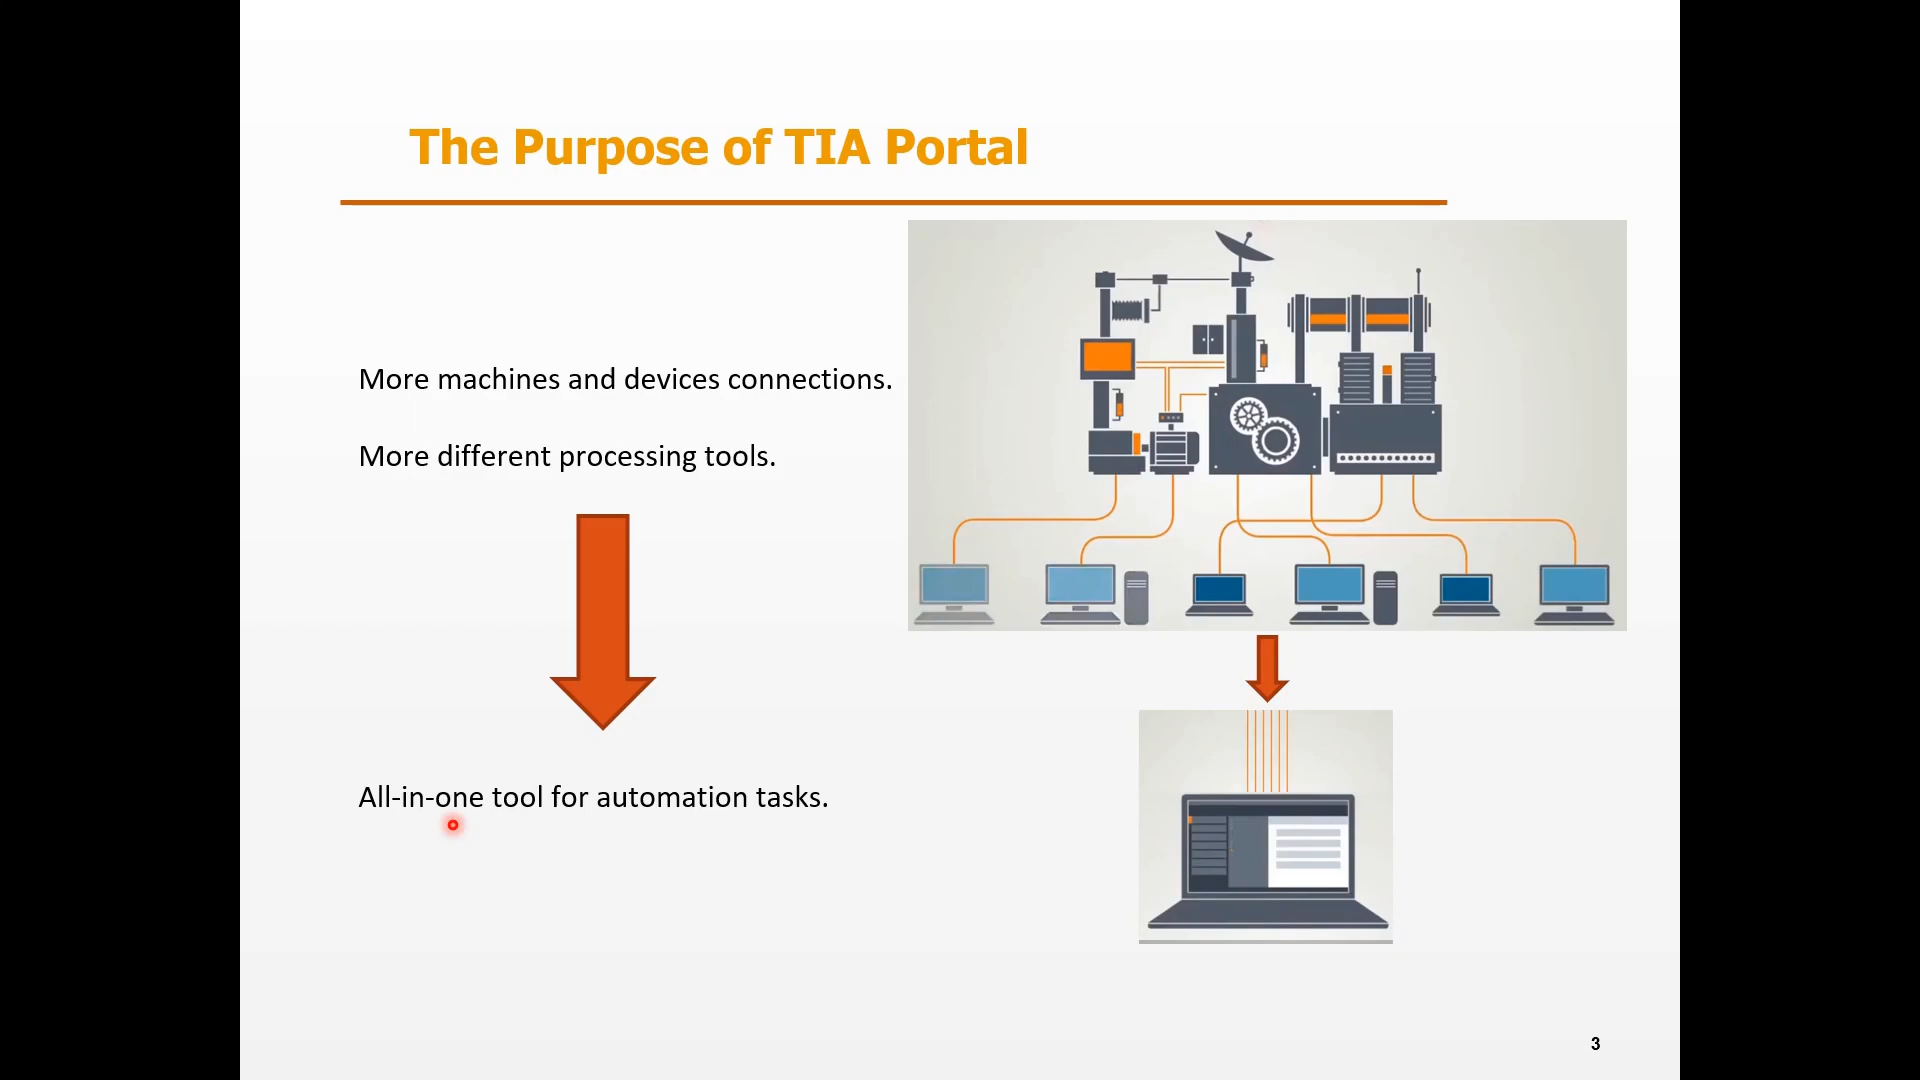 The Purpose of TIA Portal
More machines and devices connections.
More different processing tools.
All-in-one tool for automation tasks.
3